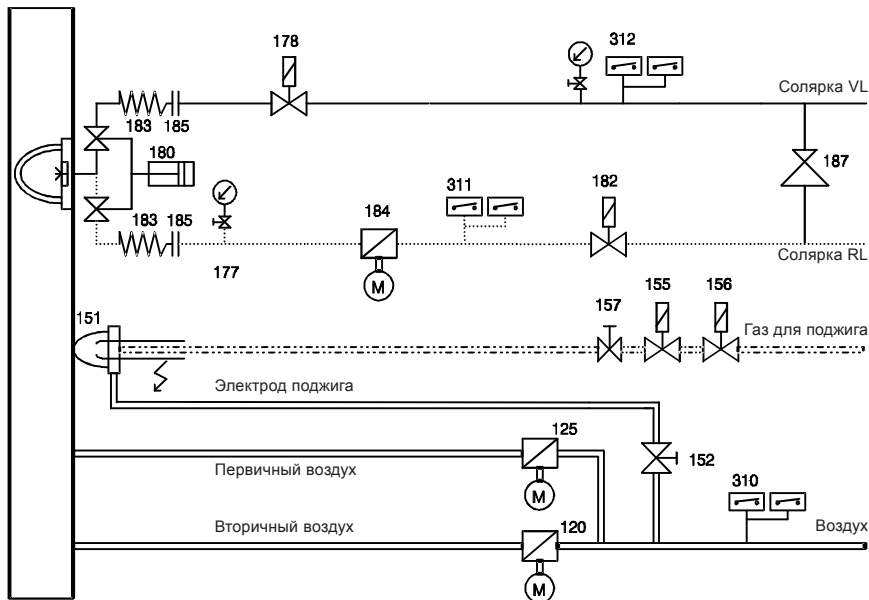 178
312
Солярка VL
183
185
180
187
311
182
183
185
184
177
Солярка RL
M
151
157
155
156
Газ для поджига
Электрод поджига
125
152
Первичный воздух
M
310
Вторичный воздух
120
Воздух
M